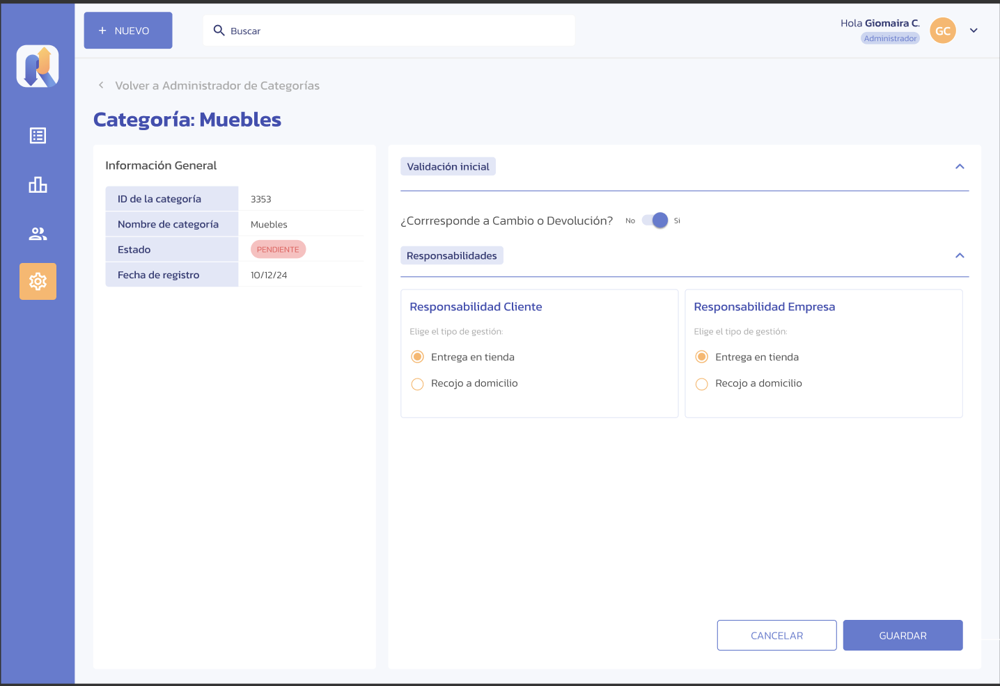 + NUEVO
Buscar
Hola Giomaira C.
Administrador
GC
Volver a Administrador de Categorías
Categoría: Muebles
Información General
ID de la categoría 3353
Nombre de categoría Muebles
Estado PENDIENTE
Fecha de registro 10/12/24
Validación inicial
¿Corrresponde a Cambio o Devolución? No Si
Responsabilidades
Responsabilidad Cliente
Elige el tipo de gestión:
Entrega en tienda
Recojo a domicilio
Responsabilidad Empresa
Elige el tipo de gestión:
Entrega en tienda
Recojo a domicilio
CANCELAR
GUARDAR